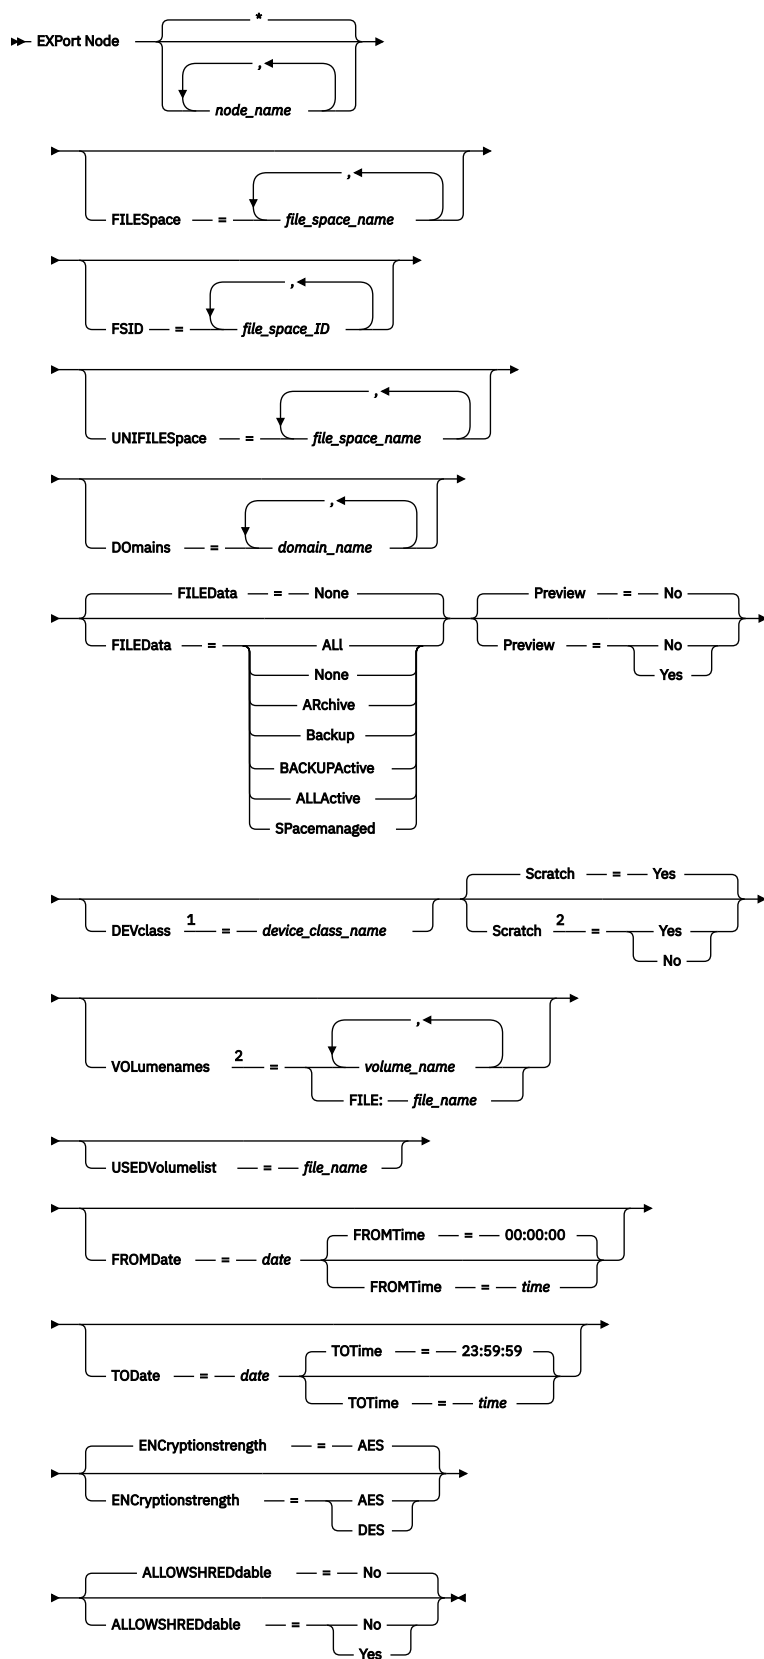 *
EXPort Node
,
node_name
,
FILESpace = file_space_name
,
FSID = file_space_ID
,
UNIFILESpace = file_space_name
,
DOmains = domain_name
FILEData = None Preview = No
FILEData = ALl Preview = No
None Yes
ARchive
Backup
BACKUPActive
ALLActive
SPacemanaged
Scratch = Yes
DEVclass 1 = device_class_name Scratch 2 = Yes
No
,
VOLumenames 2 = volume_name
FILE: file_name
USEDVolumelist = file_name
FROMTime = 00:00:00
FROMDate = date
FROMTime = time
TOTime = 23:59:59
TODate = date
TOTime = time
ENCryptionstrength = AES
ENCryptionstrength = AES
DES
ALLOWSHREDdable = No
ALLOWSHREDdable = No
Yes